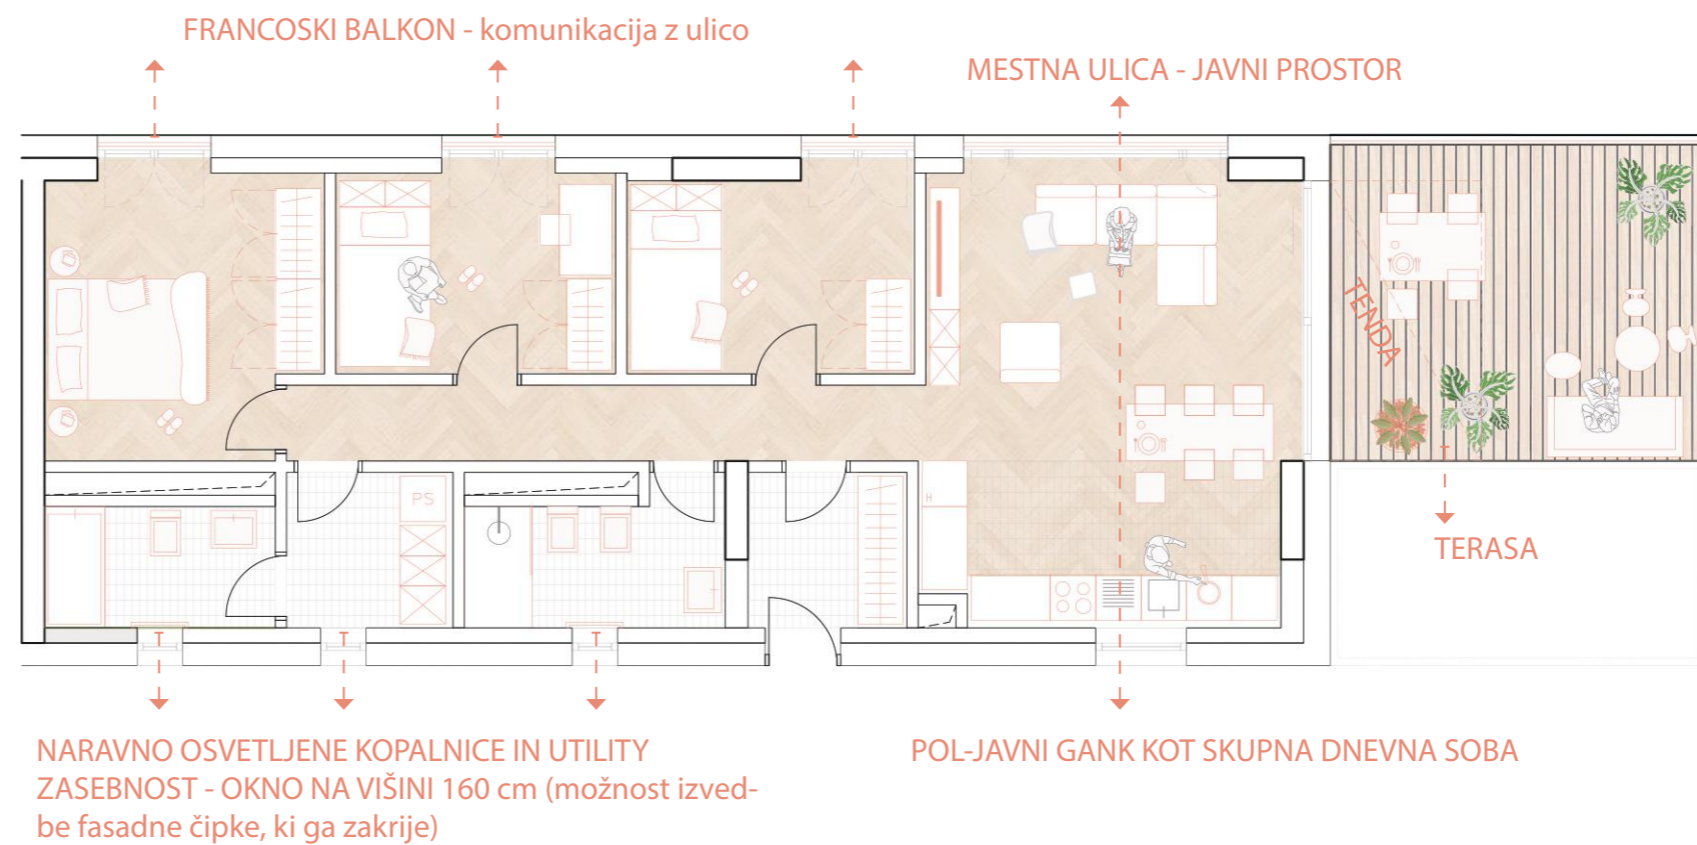 FRANCOSKI BALKON - komunikacija z ulico
MESTNA ULICA - JAVNI PROSTOR
TENDA
PS
H
TERASA
NARAVNO OSVETLJENE KOPALNICE IN UTILITY
ZASEBNOST - OKNO NA VIŠINI 160 cm (možnost izved-
be fasadne čipke, ki ga zakrije)
POL-JAVNI GANK KOT SKUPNA DNEVNA SOBA